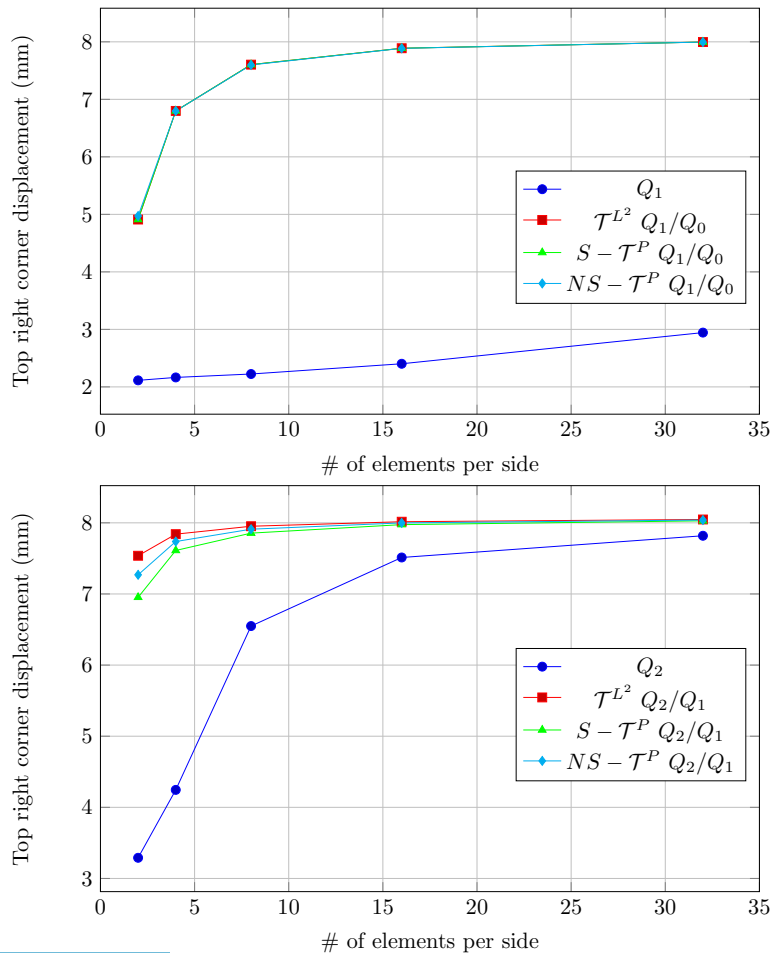 Top right corner displacement (mm)
8
7
6
5
4
3
2
0 5 10 15 20 25 30 35
# of elements per side
Q₁
𝒯^{L²} Q₁/Q₀
S − 𝒯^P Q₁/Q₀
NS − 𝒯^P Q₁/Q₀
Top right corner displacement (mm)
8
7
6
5
4
3
0 5 10 15 20 25 30 35
# of elements per side
Q₂
𝒯^{L²} Q₂/Q₁
S − 𝒯^P Q₂/Q₁
NS − 𝒯^P Q₂/Q₁